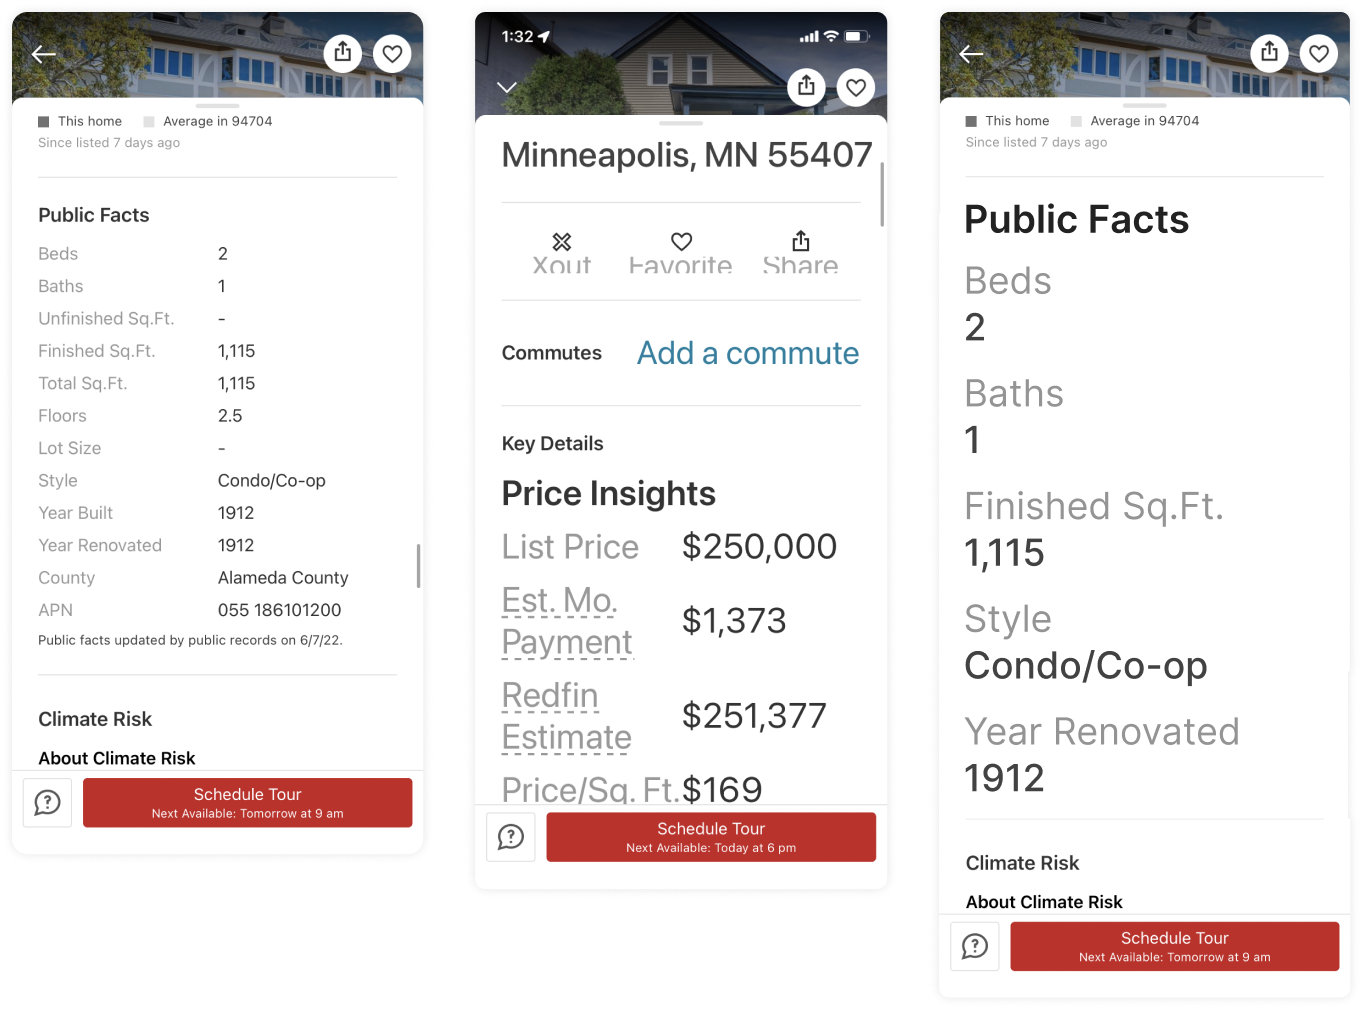 This home Average in 94704
Since listed 7 days ago
Public Facts
Beds 2
Baths 1
Unfinished Sq.Ft. -
Finished Sq.Ft. 1,115
Total Sq.Ft. 1,115
Floors 2.5
Lot Size -
Style Condo/Co-op
Year Built 1912
Year Renovated 1912
County Alameda County
APN 055 186101200
Public facts updated by public records on 6/7/22.
Climate Risk
About Climate Risk
?
Schedule Tour
Next Available: Tomorrow at 9 am
1:32
Minneapolis, MN 55407
Xout Favorite Share
Commutes Add a commute
Key Details
Price Insights
List Price $250,000
Est. Mo.
Payment $1,373
Redfin
Estimate $251,377
Price/Sq. Ft. $169
?
Schedule Tour
Next Available: Today at 6 pm
This home Average in 94704
Since listed 7 days ago
Public Facts
Beds
2
Baths
1
Finished Sq.Ft.
1,115
Style
Condo/Co-op
Year Renovated
1912
Climate Risk
About Climate Risk
?
Schedule Tour
Next Available: Tomorrow at 9 am